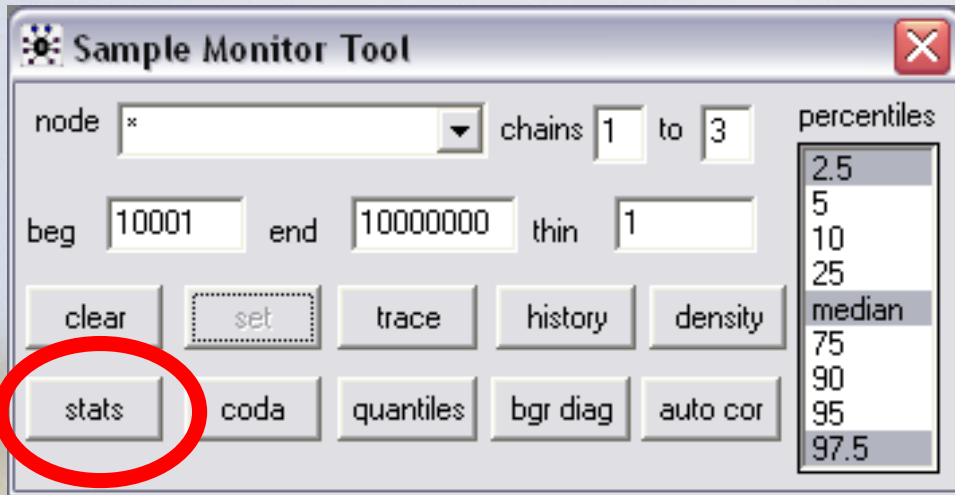 Sample Monitor Tool
node * chains 1 to 3
percentiles
2.5
5
10
25
median
75
90
95
97.5
beg 10001 end 10000000 thin 1
clear set trace history density
stats coda quantiles bgr diag auto cor